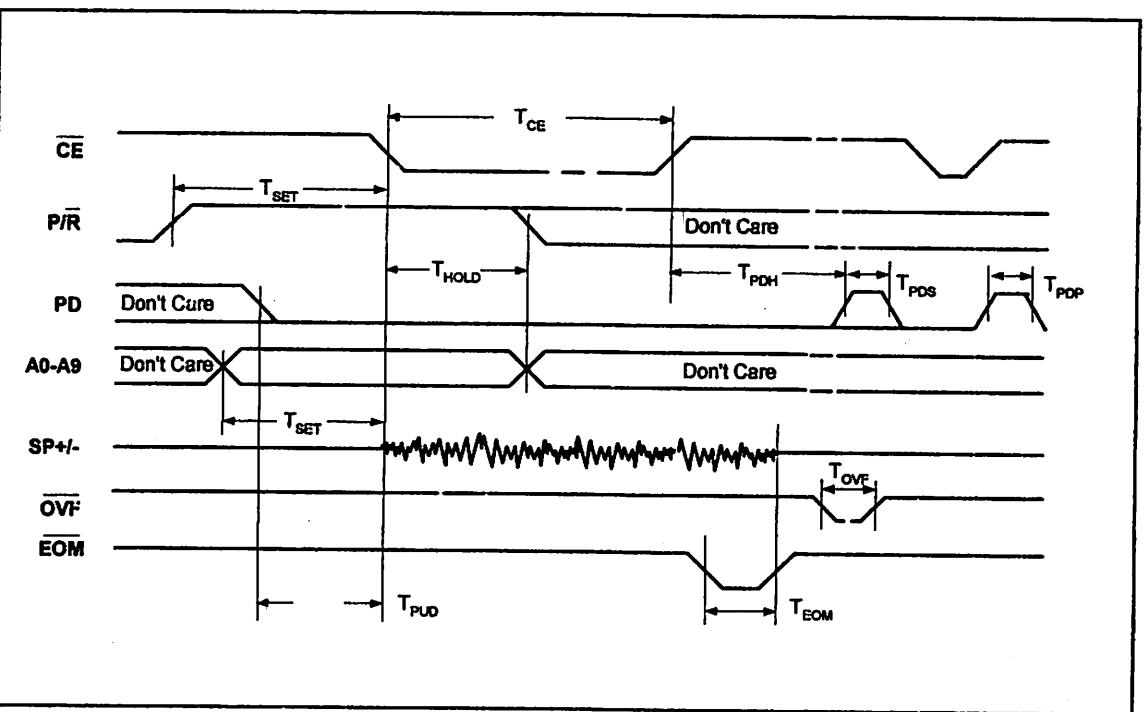 T_CE
CE
T_SET
P/R
Don't Care
T_HOLD
T_PDH
T_PDS
T_PDP
PD
Don't Care
A0-A9
Don't Care
Don't Care
T_SET
SP+/-
T_OVF
OVF
EOM
T_PUD
T_EOM